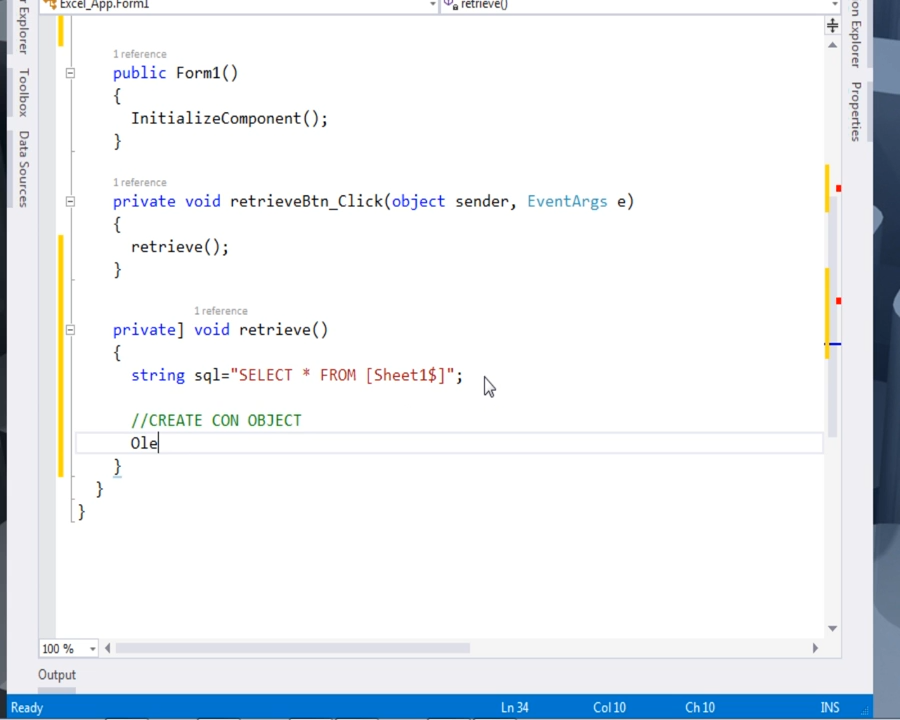 Excel_App.Form1
retrieve()
Explorer
Toolbox
Data Sources
on Explorer
Properties
1 reference
public Form1()
{
InitializeComponent();
}
1 reference
private void retrieveBtn_Click(object sender, EventArgs e)
{
retrieve();
}
1 reference
private] void retrieve()
{
string sql="SELECT * FROM [Sheet1$]";
//CREATE CON OBJECT
Ole
}
}
}
100 %
Output
Ready
Ln 34
Col 10
Ch 10
INS